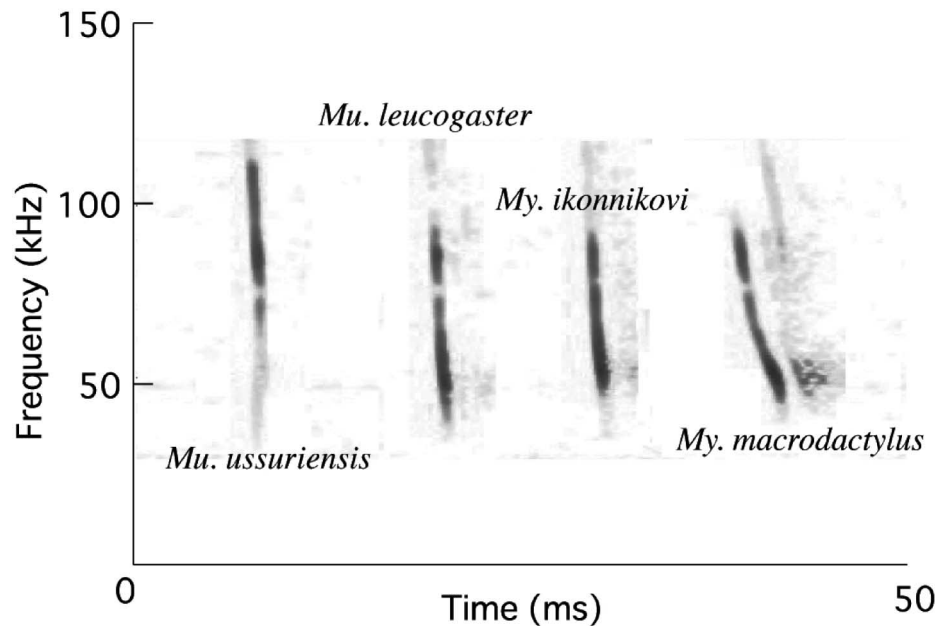 150
Mu. leucogaster
100
My. ikonnikovi
Frequency (kHz)
50
Mu. ussuriensis
My. macrodactylus
0
50
Time (ms)